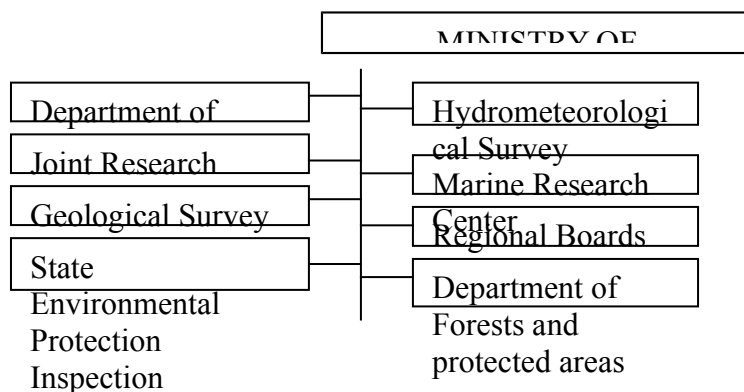 MINISTRY OF
Department of
Joint Research
Geological Survey
State
Environmental
Protection
Inspection
Hydrometeorologi
cal Survey
Marine Research
Center
Regional Boards
Department of
Forests and
protected areas